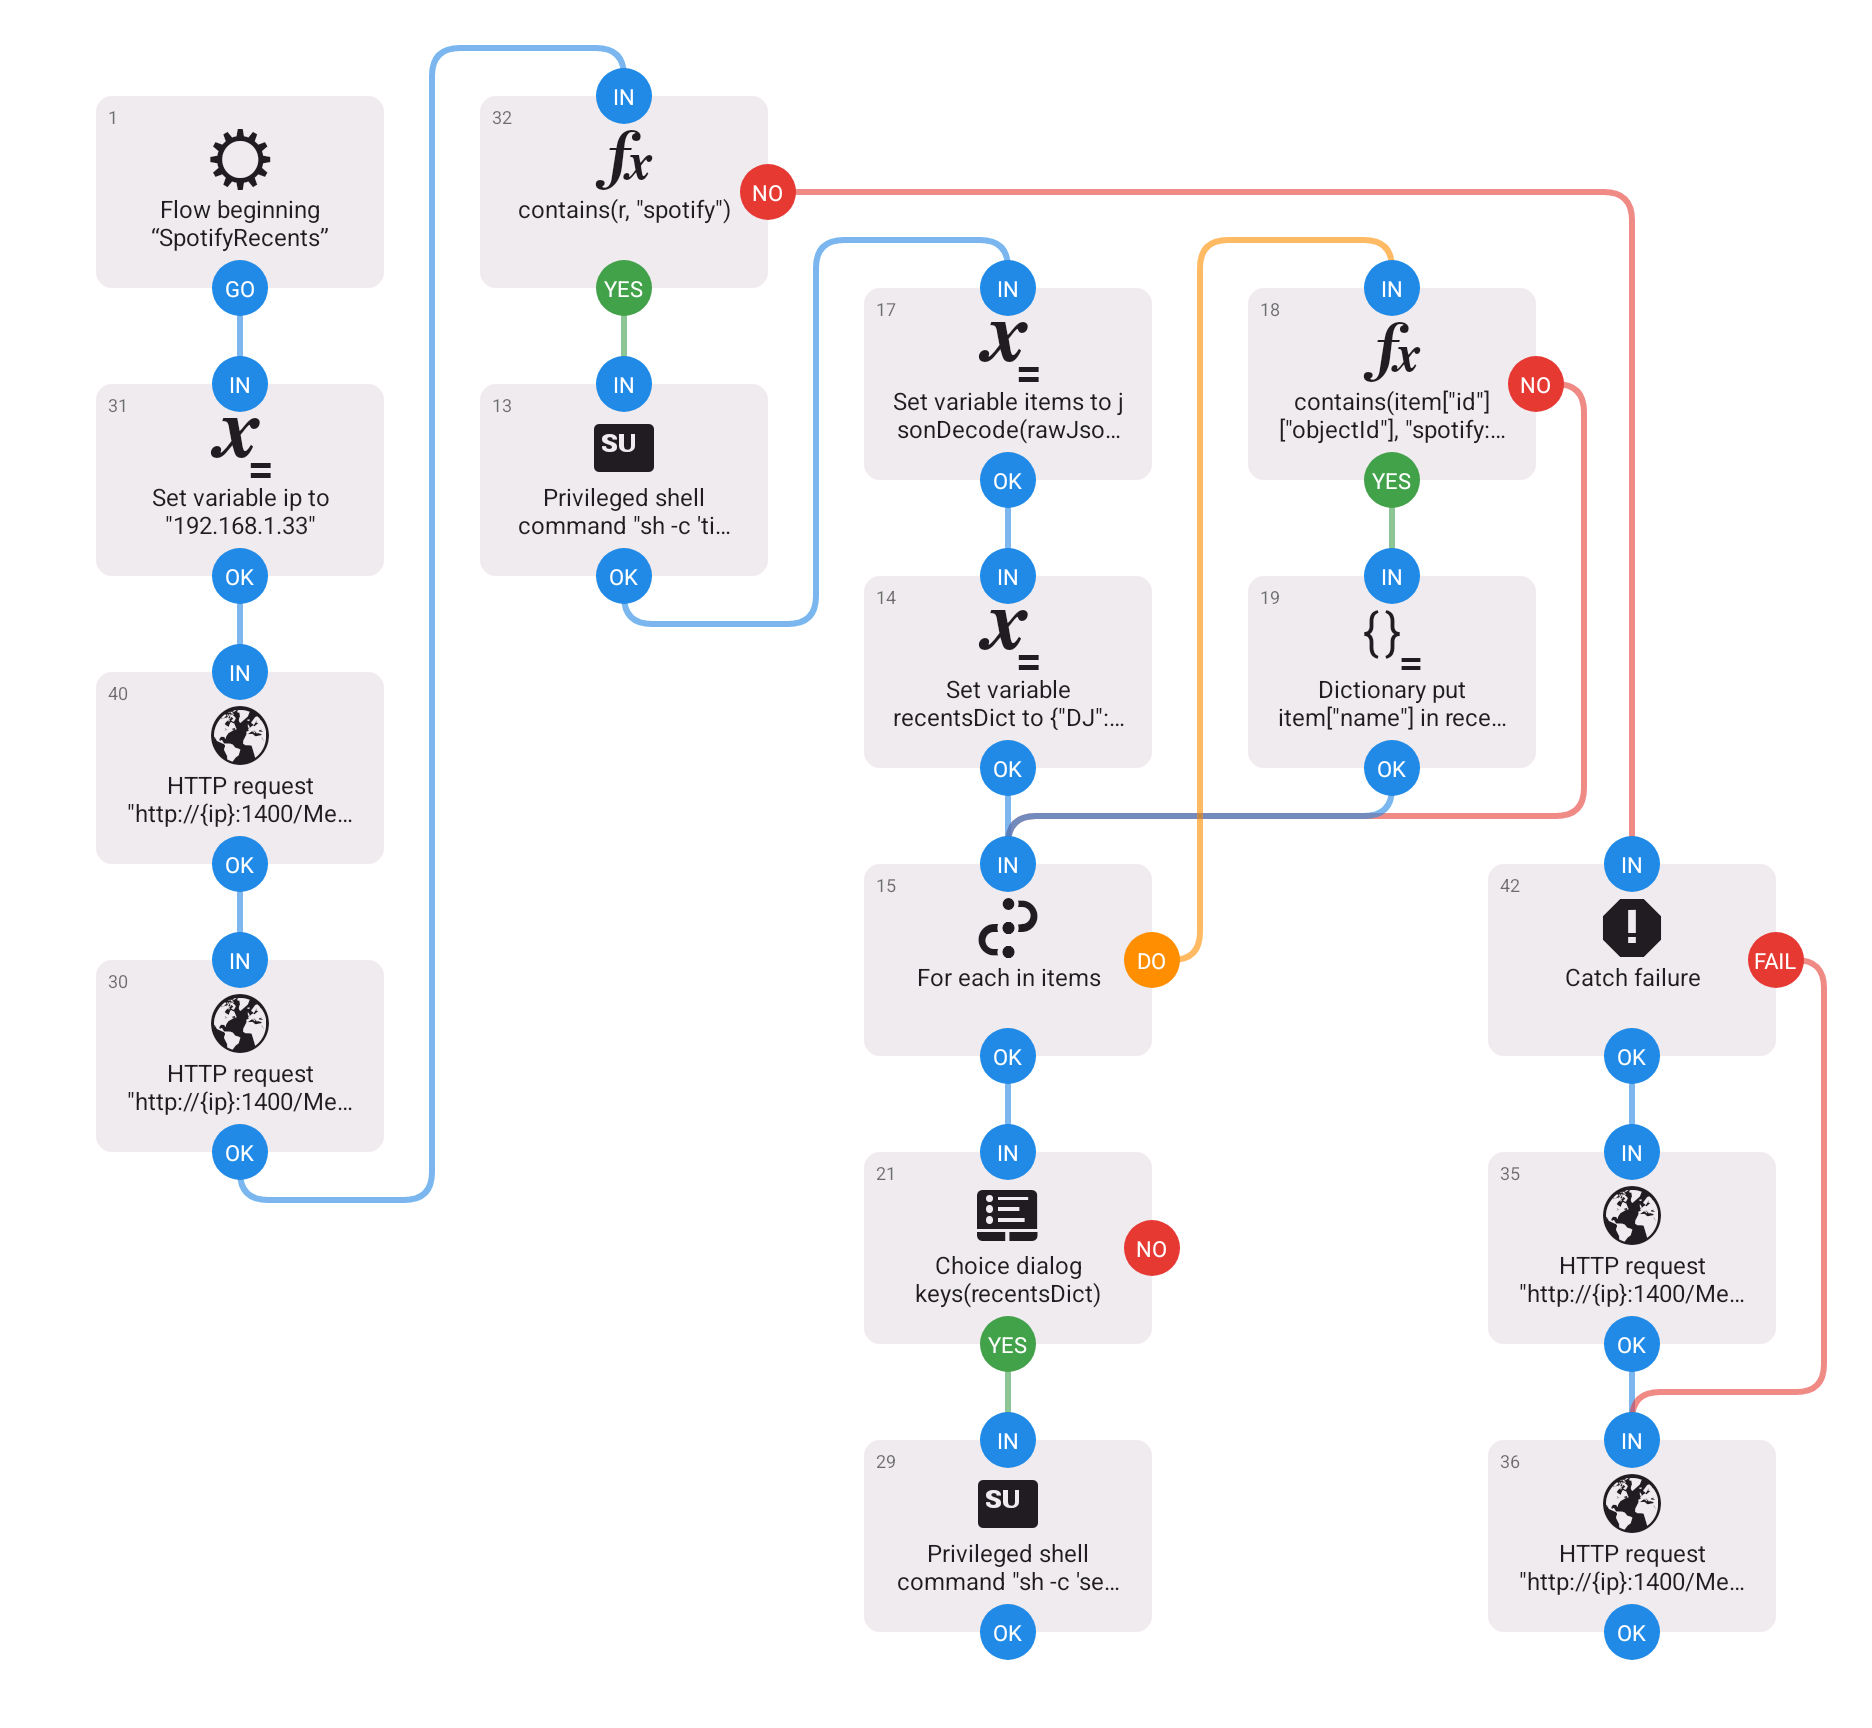 1
Flow beginning
“SpotifyRecents”
GO
IN
31
x=
Set variable ip to
"192.168.1.33"
OK
IN
40
HTTP request
"http://{ip}:1400/Me...
OK
IN
30
HTTP request
"http://{ip}:1400/Me...
OK
IN
32
fx
contains(r, "spotify")
NO
YES
IN
13
SU
Privileged shell
command "sh -c 'ti...
OK
IN
17
x=
Set variable items to j
sonDecode(rawJso...
OK
IN
14
x=
Set variable
recentsDict to {"DJ":...
OK
IN
15
For each in items
DO
OK
IN
21
Choice dialog
keys(recentsDict)
NO
YES
IN
29
SU
Privileged shell
command "sh -c 'se...
OK
IN
18
fx
contains(item["id"]
["objectId"], "spotify:...
NO
YES
IN
19
{}=
Dictionary put
item["name"] in rece...
OK
IN
42
Catch failure
FAIL
OK
IN
35
HTTP request
"http://{ip}:1400/Me...
OK
IN
36
HTTP request
"http://{ip}:1400/Me...
OK